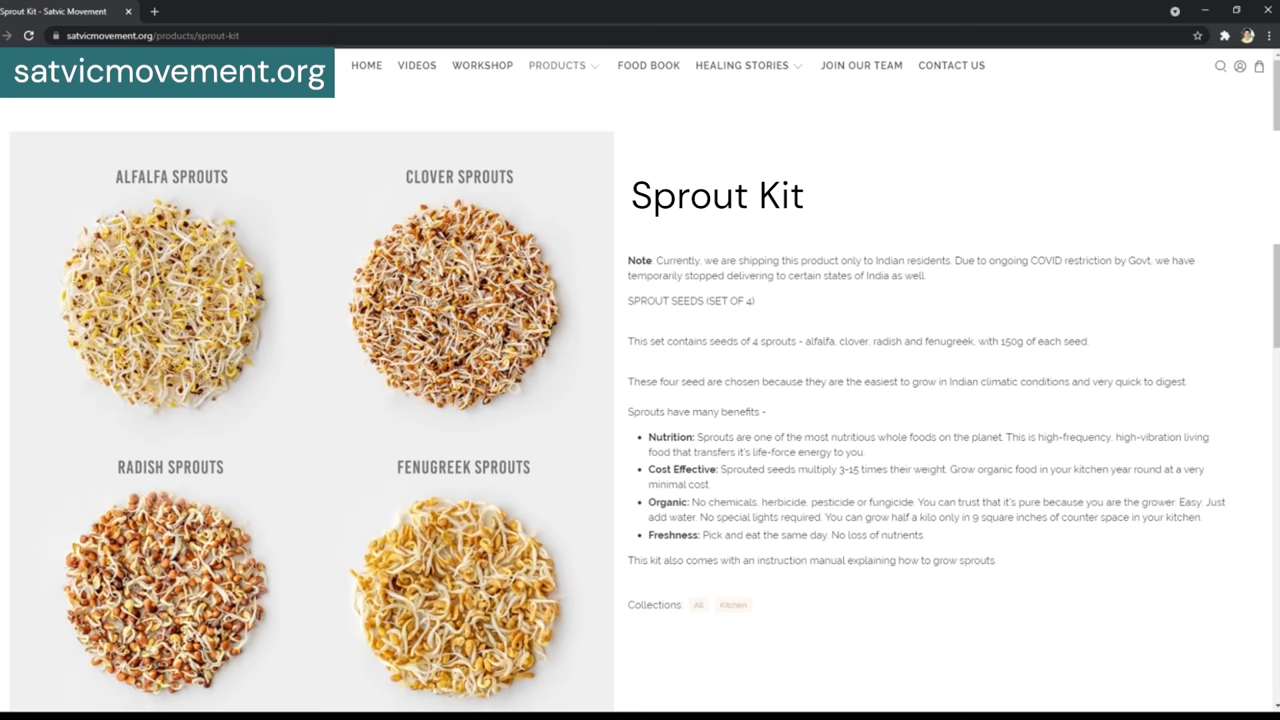 Sprout Kit - Satvic Movement
satvicmovement.org/products/sprout-kit
satvicmovement.org
HOME VIDEOS WORKSHOP PRODUCTS FOOD BOOK HEALING STORIES JOIN OUR TEAM CONTACT US
ALFALFA SPROUTS
CLOVER SPROUTS
RADISH SPROUTS
FENUGREEK SPROUTS
Sprout Kit
Note: Currently, we are shipping this product only to Indian residents. Due to ongoing COVID restriction by Govt, we have
temporarily stopped delivering to certain states of India as well.
SPROUT SEEDS (SET OF 4)
This set contains seeds of 4 sprouts - alfalfa, clover, radish and fenugreek, with 150g of each seed.
These four seed are chosen because they are the easiest to grow in Indian climatic conditions and very quick to digest.
Sprouts have many benefits -
Nutrition: Sprouts are one of the most nutritious whole foods on the planet. This is high-frequency, high-vibration living
food that transfers it's life-force energy to you.
Cost Effective: Sprouted seeds multiply 3-15 times their weight. Grow organic food in your kitchen year round at a very
minimal cost.
Organic: No chemicals, herbicide, pesticide or fungicide. You can trust that it's pure because you are the grower. Easy: Just
add water. No special lights required. You can grow half a kilo only in 9 square inches of counter space in your kitchen.
Freshness: Pick and eat the same day. No loss of nutrients.
This kit also comes with an instruction manual explaining how to grow sprouts.
Collections: All Kitchen